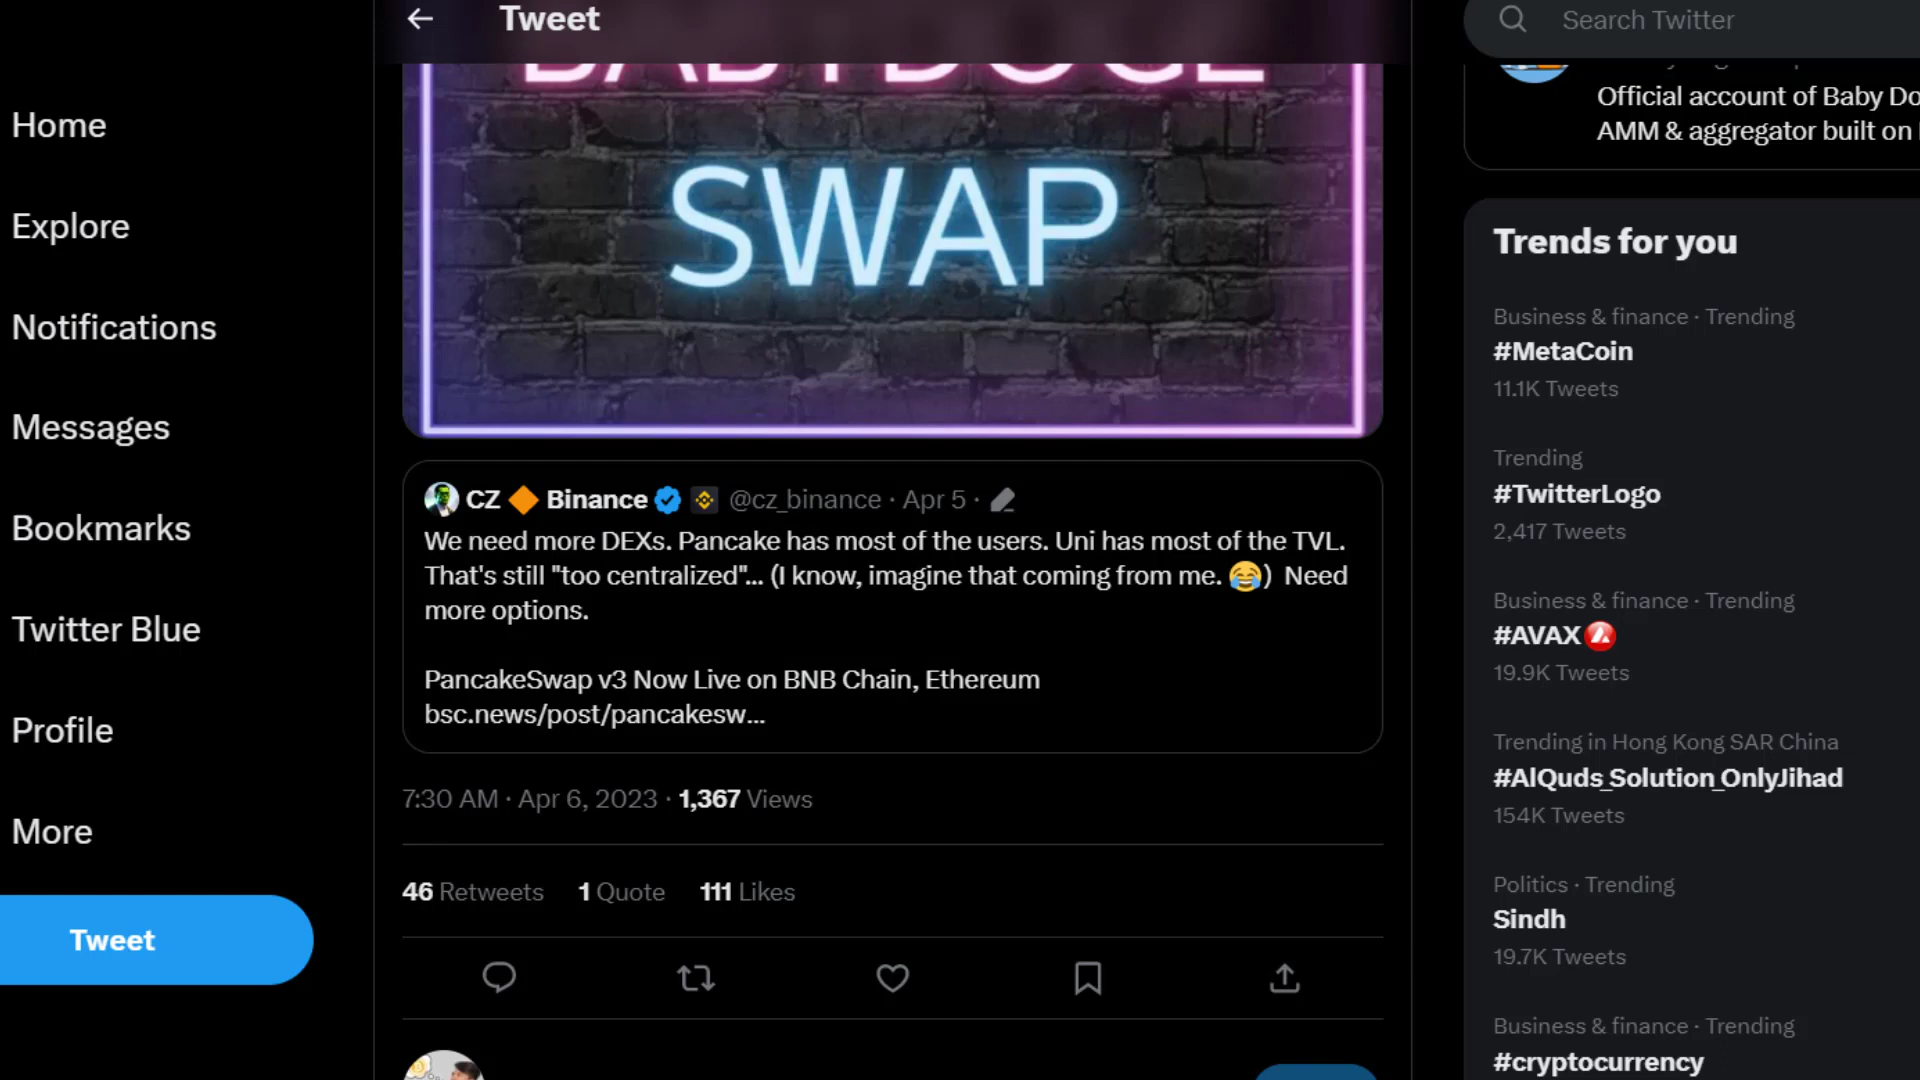 Tweet
Search Twitter
BABYDOGE
SWAP
Home
Explore
Notifications
Messages
Bookmarks
Twitter Blue
Profile
More
Tweet
CZ 🔶 Binance @cz_binance · Apr 5 ·
We need more DEXs. Pancake has most of the users. Uni has most of the TVL.
That's still "too centralized"... (I know, imagine that coming from me. 😂) Need
more options.
PancakeSwap v3 Now Live on BNB Chain, Ethereum
bsc.news/post/pancakesw...
7:30 AM · Apr 6, 2023 · 1,367 Views
46 Retweets 1 Quote 111 Likes
Official account of Baby Do
AMM & aggregator built on
Trends for you
Business & finance · Trending
#MetaCoin
11.1K Tweets
Trending
#TwitterLogo
2,417 Tweets
Business & finance · Trending
#AVAX
19.9K Tweets
Trending in Hong Kong SAR China
#AlQuds_Solution_OnlyJihad
154K Tweets
Politics · Trending
Sindh
19.7K Tweets
Business & finance · Trending
#cryptocurrency